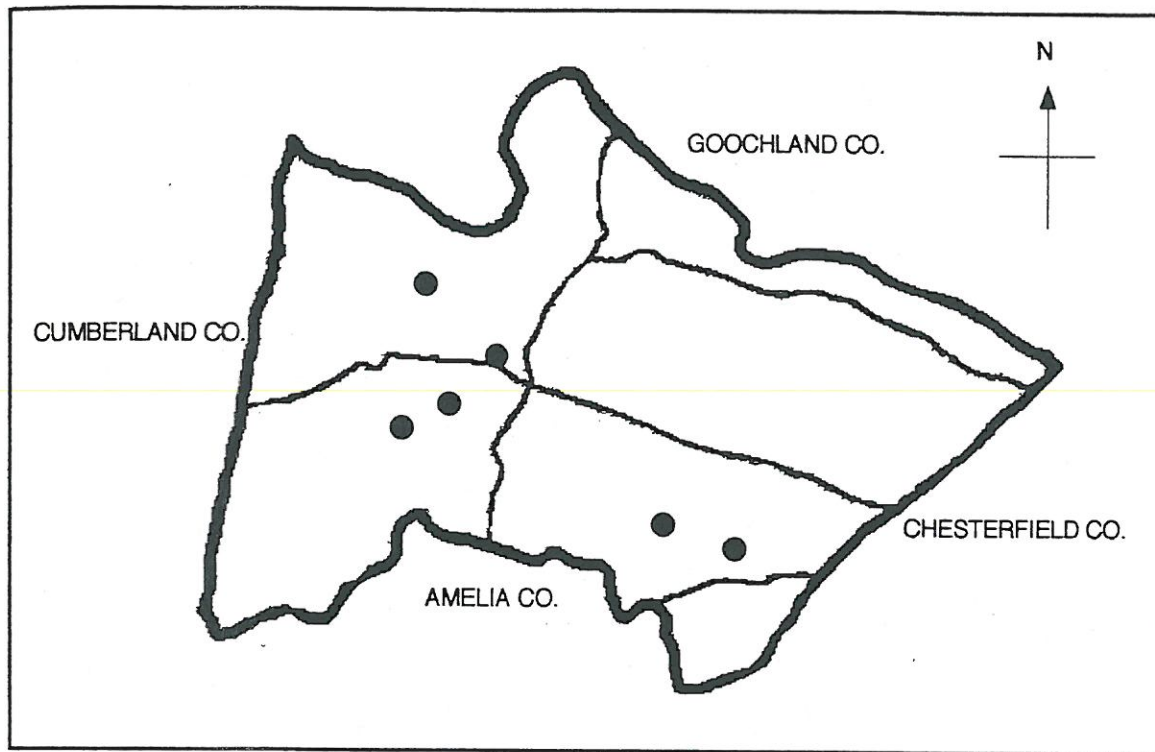 N
GOOCHLAND CO.
CUMBERLAND CO.
CHESTERFIELD CO.
AMELIA CO.